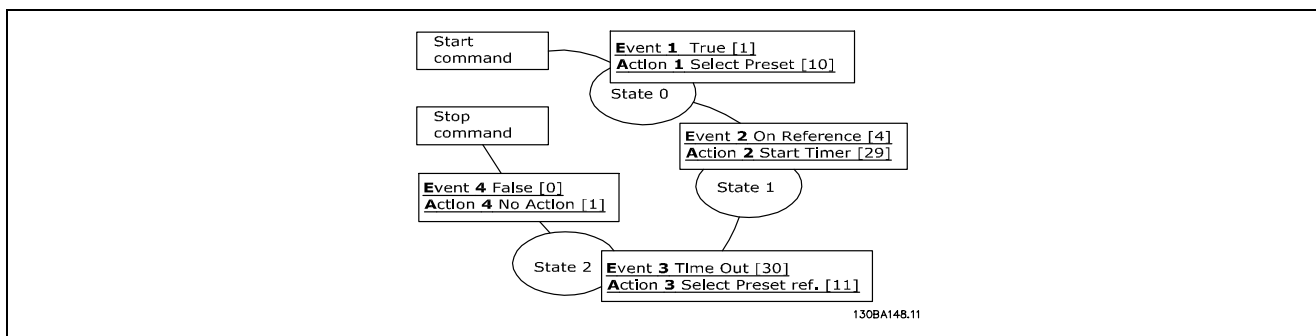 Start
command
Event 1 True [1]
Action 1 Select Preset [10]
State 0
Stop
command
Event 2 On Reference [4]
Action 2 Start Timer [29]
State 1
Event 4 False [0]
Action 4 No Action [1]
State 2
Event 3 TIme Out [30]
Action 3 Select Preset ref. [11]
130BA148.11